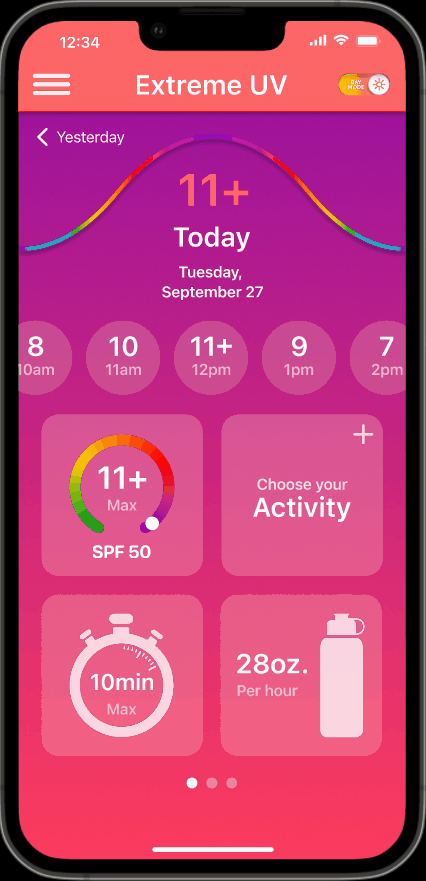 12:34
Extreme UV
DAY
MODE
Yesterday
11+
Today
Tuesday,
September 27
8 10 11+ 9 7
10am 11am 12pm 1pm 2pm
11+
Max
SPF 50
Choose your
Activity
10min
Max
28oz.
Per hour